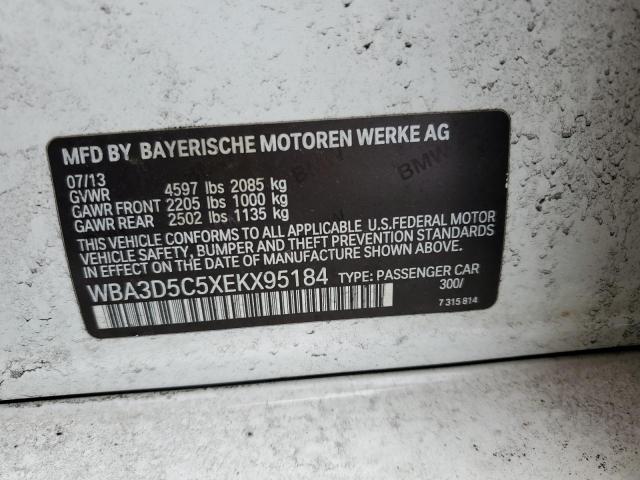 MFD BY BAYERISCHE MOTOREN WERKE AG
07/13
GVWR 4597 lbs 2085 kg
GAWR FRONT 2205 lbs 1000 kg
GAWR REAR 2502 lbs 1135 kg
THIS VEHICLE CONFORMS TO ALL APPLICABLE U.S.FEDERAL MOTOR
VEHICLE SAFETY, BUMPER AND THEFT PREVENTION STANDARDS
IN EFFECT ON THE DATE OF MANUFACTURE SHOWN ABOVE.
WBA3D5C5XEKX95184 TYPE: PASSENGER CAR
300/
7 315 814
BMW
BMW